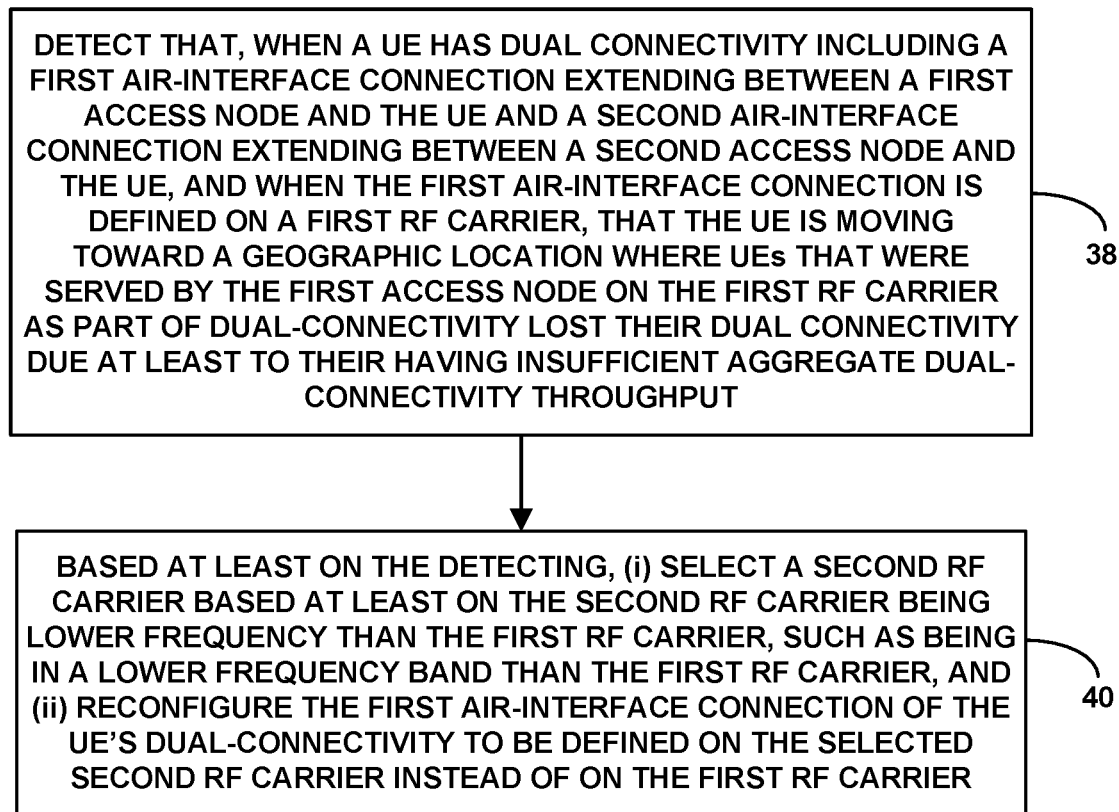 DETECT THAT, WHEN A UE HAS DUAL CONNECTIVITY INCLUDING A
FIRST AIR-INTERFACE CONNECTION EXTENDING BETWEEN A FIRST
ACCESS NODE AND THE UE AND A SECOND AIR-INTERFACE
CONNECTION EXTENDING BETWEEN A SECOND ACCESS NODE AND
THE UE, AND WHEN THE FIRST AIR-INTERFACE CONNECTION IS
DEFINED ON A FIRST RF CARRIER, THAT THE UE IS MOVING
TOWARD A GEOGRAPHIC LOCATION WHERE UEs THAT WERE
SERVED BY THE FIRST ACCESS NODE ON THE FIRST RF CARRIER
AS PART OF DUAL-CONNECTIVITY LOST THEIR DUAL CONNECTIVITY
DUE AT LEAST TO THEIR HAVING INSUFFICIENT AGGREGATE DUAL-
CONNECTIVITY THROUGHPUT
38
BASED AT LEAST ON THE DETECTING, (i) SELECT A SECOND RF
CARRIER BASED AT LEAST ON THE SECOND RF CARRIER BEING
LOWER FREQUENCY THAN THE FIRST RF CARRIER, SUCH AS BEING
IN A LOWER FREQUENCY BAND THAN THE FIRST RF CARRIER, AND
(ii) RECONFIGURE THE FIRST AIR-INTERFACE CONNECTION OF THE
UE'S DUAL-CONNECTIVITY TO BE DEFINED ON THE SELECTED
SECOND RF CARRIER INSTEAD OF ON THE FIRST RF CARRIER
40